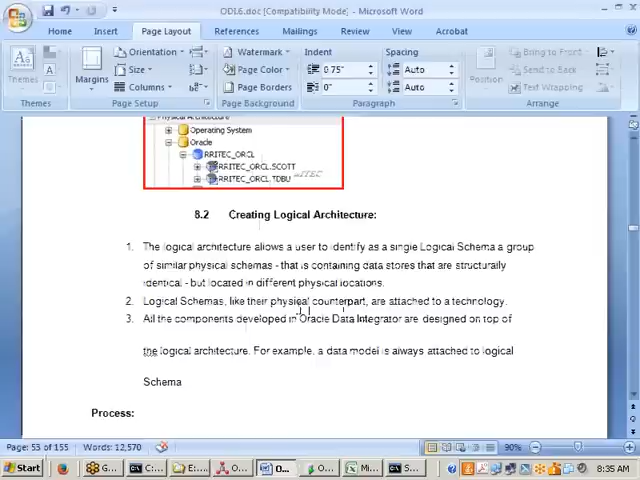 ODL6.doc [Compatibility Mode] - Microsoft Word
Home Insert Page Layout References Mailings Review View Acrobat
Themes
Margins
Orientation
Size
Columns
Watermark
Page Color
Page Borders
Indent
0.75"
0"
Spacing
Auto
Auto
Position
Bring to Front
Send to Back
Text Wrapping
Themes Page Setup Page Background Paragraph Arrange
Physical Architecture
Operating System
Oracle
RRITEC_ORCL
RRITEC_ORCL.SCOTT
RRITEC_ORCL.TDBU
8.2 Creating Logical Architecture:
1. The logical architecture allows a user to identify as a single Logical Schema a group
of similar physical schemas - that is containing data stores that are structurally
identical - but located in different physical locations.
2. Logical Schemas, like their physical counterpart, are attached to a technology.
3. All the components developed in Oracle Data Integrator are designed on top of
the logical architecture. For example, a data model is always attached to logical
Schema
Process:
Page: 53 of 155 Words: 12,570 90%
Start G... C:... E:... O... O... O... Mi... S... 8:35 AM